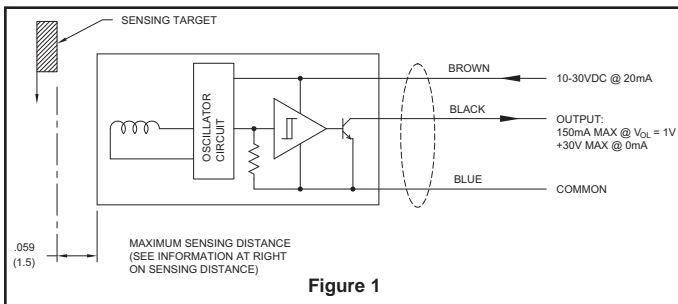 SENSING TARGET
BROWN
10-30VDC @ 20mA
BLACK
OUTPUT:
150mA MAX @ VOL = 1V
+30V MAX @ 0mA
OSCILLATOR
CIRCUIT
BLUE
COMMON
.059
(1.5)
MAXIMUM SENSING DISTANCE
(SEE INFORMATION AT RIGHT
ON SENSING DISTANCE)
Figure 1